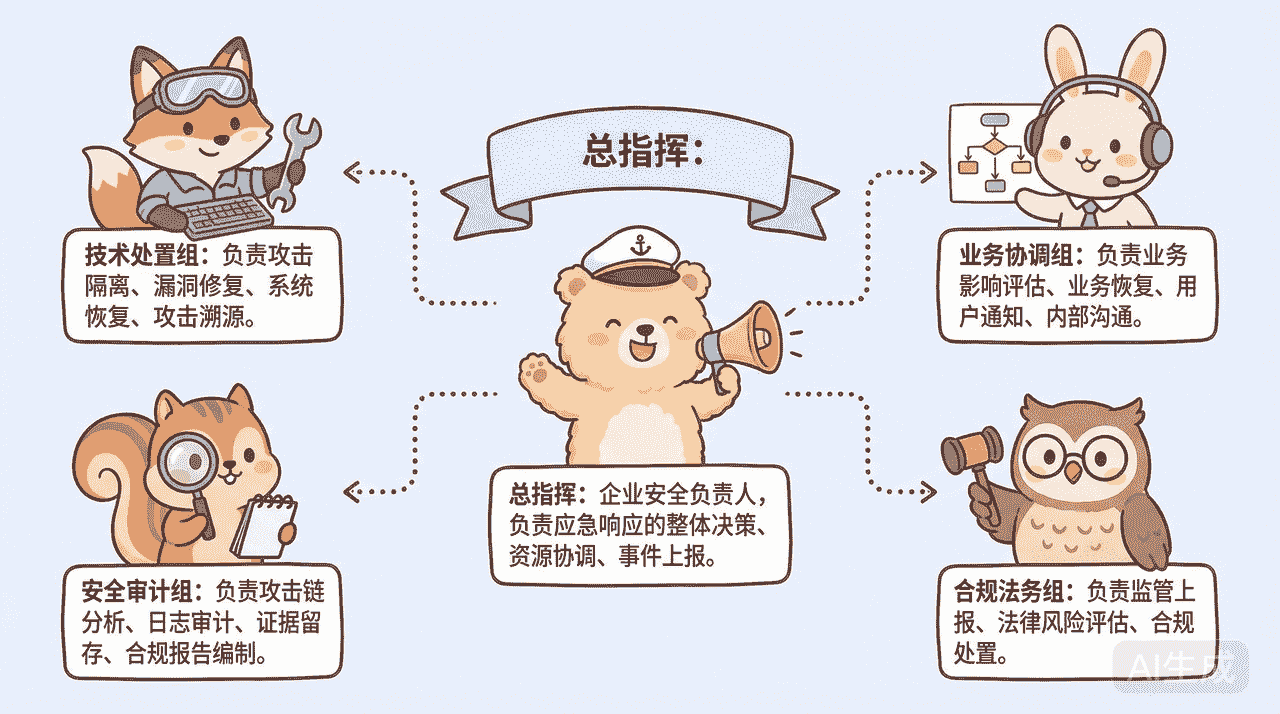 总指挥：
技术处置组：负责攻击
隔离、漏洞修复、系统
恢复、攻击溯源。
业务协调组：负责业务
影响评估、业务恢复、用
户通知、内部沟通。
总指挥：企业安全负责人，
负责应急响应的整体决策、
资源协调、事件上报。
安全审计组：负责攻击链
分析、日志审计、证据留
存、合规报告编制。
合规法务组：负责监管上
报、法律风险评估、合规
处置。
AI生成